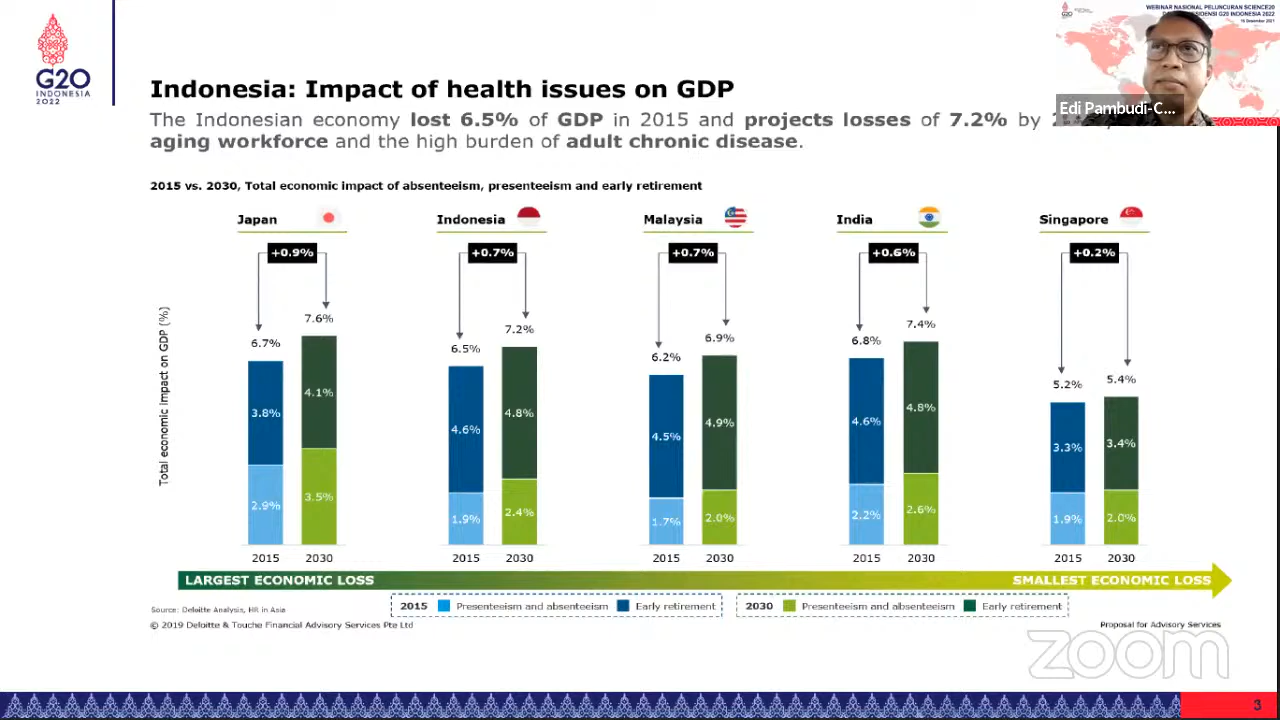 G20
INDONESIA
2022
WEBINAR NASIONAL PELUNCURAN SCIENCE20
G20 INDONESIA 2022
Edi Pambudi-C...
Indonesia: Impact of health issues on GDP
The Indonesian economy lost 6.5% of GDP in 2015 and projects losses of 7.2% by
aging workforce and the high burden of adult chronic disease.
2015 vs. 2030, Total economic impact of absenteeism, presenteeism and early retirement
Japan Indonesia Malaysia India Singapore
+0.9% +0.7% +0.7% +0.6% +0.2%
Total economic impact on GDP (%)
6.7% 7.6% 6.5% 7.2% 6.2% 6.9% 6.8% 7.4% 5.2% 5.4%
3.8% 4.1% 4.6% 4.8% 4.5% 4.9% 4.6% 4.8% 3.3% 3.4%
2.9% 3.5% 1.9% 2.4% 1.7% 2.0% 2.2% 2.6% 1.9% 2.0%
2015 2030 2015 2030 2015 2030 2015 2030 2015 2030
LARGEST ECONOMIC LOSS SMALLEST ECONOMIC LOSS
2015 Presenteeism and absenteeism Early retirement 2030 Presenteeism and absenteeism Early retirement
Source: Deloitte Analysis, HR in Asia
© 2019 Deloitte & Touche Financial Advisory Services Pte Ltd Proposal for Advisory Services
zoom
3